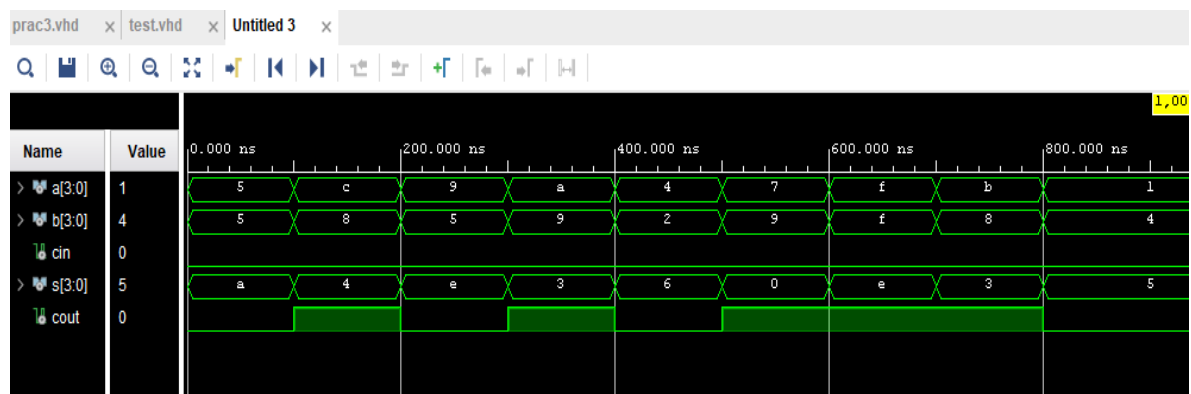 prac3.vhd × test.vhd × Untitled 3 ×
1,00
Name Value 0.000 ns 200.000 ns 400.000 ns 600.000 ns 800.000 ns
a[3:0] 1 5 c 9 a 4 7 f b 1
b[3:0] 4 5 8 5 9 2 9 f 8 4
cin 0
s[3:0] 5 a 4 e 3 6 0 e 3 5
cout 0